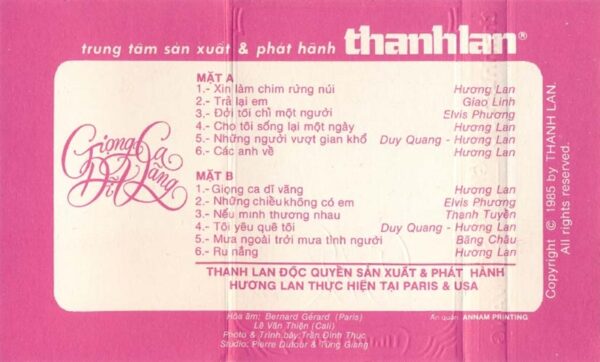 trung tâm sản xuất & phát hành thanhlan®
Giọng Ca
Dĩ Vãng
MẶT A
1.- Xin làm chim rừng núi Hương Lan
2.- Trả lại em Giao Linh
3.- Đời tôi chỉ một người Elvis Phương
4.- Cho tôi sống lại một ngày Hương Lan
5.- Những người vượt gian khổ Duy Quang - Hương Lan
6.- Các anh về Hương Lan
MẶT B
1.- Giọng ca dĩ vãng Hương Lan
2.- Những chiều không có em Elvis Phương
3.- Nếu mình thương nhau Thanh Tuyền
4.- Tôi yêu quê tôi Duy Quang - Hương Lan
5.- Mưa ngoài trời mưa tình người Băng Châu
6.- Ru nắng Hương Lan
THANH LAN ĐỘC QUYỀN SẢN XUẤT & PHÁT HÀNH
HƯƠNG LAN THỰC HIỆN TẠI PARIS & USA
Hòa âm: Bernard Gérard (Paris)
Lê Văn Thiện (Cali)
Photo & Trình bày: Trần Đình Thục
Studio: Pierre Dufour & Tùng Giang
Ấn quán ANNAM PRINTING
Copyright © 1985 by THANH LAN.
All rights reserved.